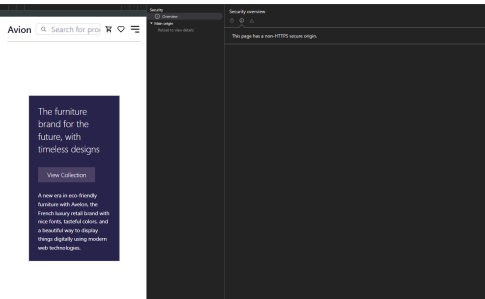 Avion
Search for pro
The furniture
brand for the
future, with
timeless designs
View Collection
A new era in eco-friendly
furniture with Avelon, the
French luxury retail brand with
nice fonts, tasteful colors, and
a beautiful way to display
things digitally using modern
web technologies.
Security
Overview
Main origin
Reload to view details
Security overview
This page has a non-HTTPS secure origin.